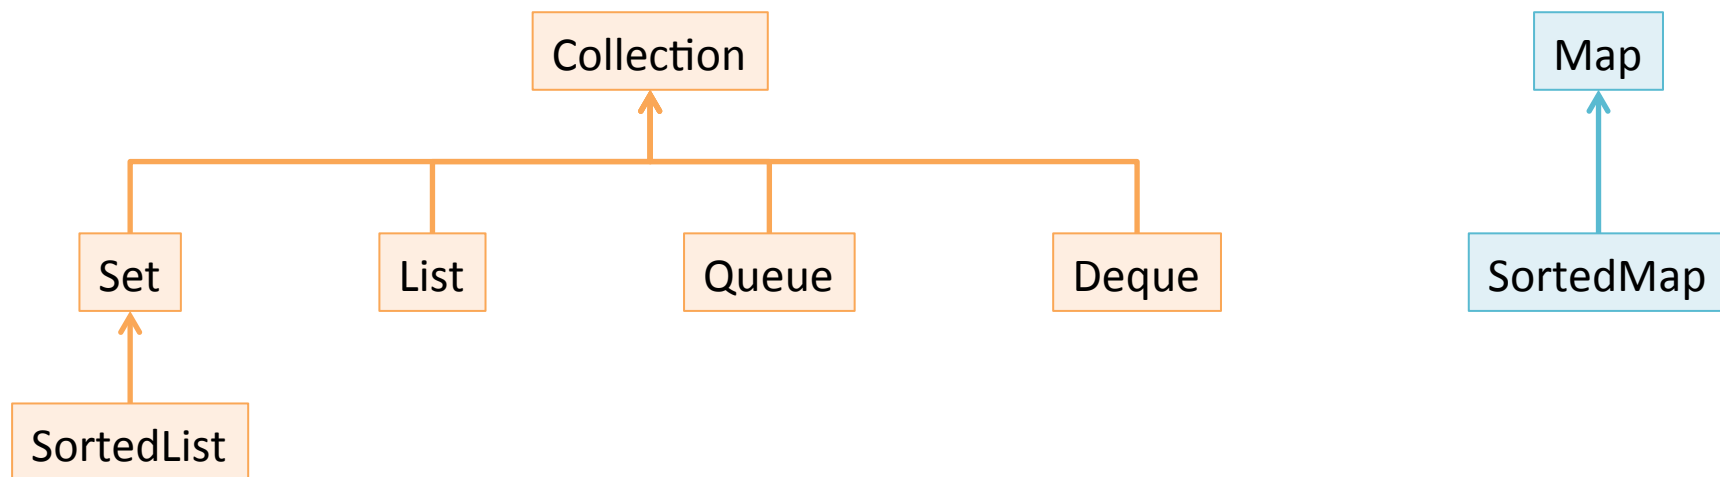 Collection
Map
Set
List
Queue
Deque
SortedMap
SortedList